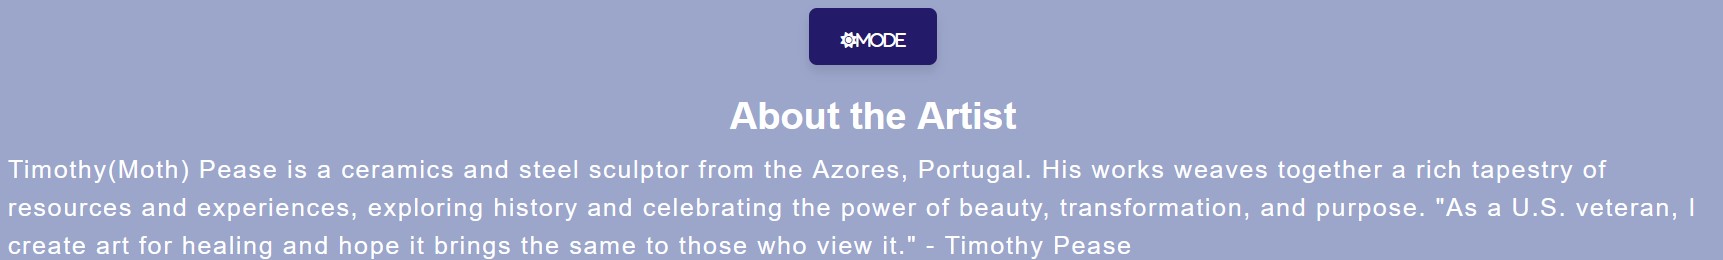 MODE
About the Artist
Timothy(Moth) Pease is a ceramics and steel sculptor from the Azores, Portugal. His works weaves together a rich tapestry of
resources and experiences, exploring history and celebrating the power of beauty, transformation, and purpose. "As a U.S. veteran, I
create art for healing and hope it brings the same to those who view it." - Timothy Pease